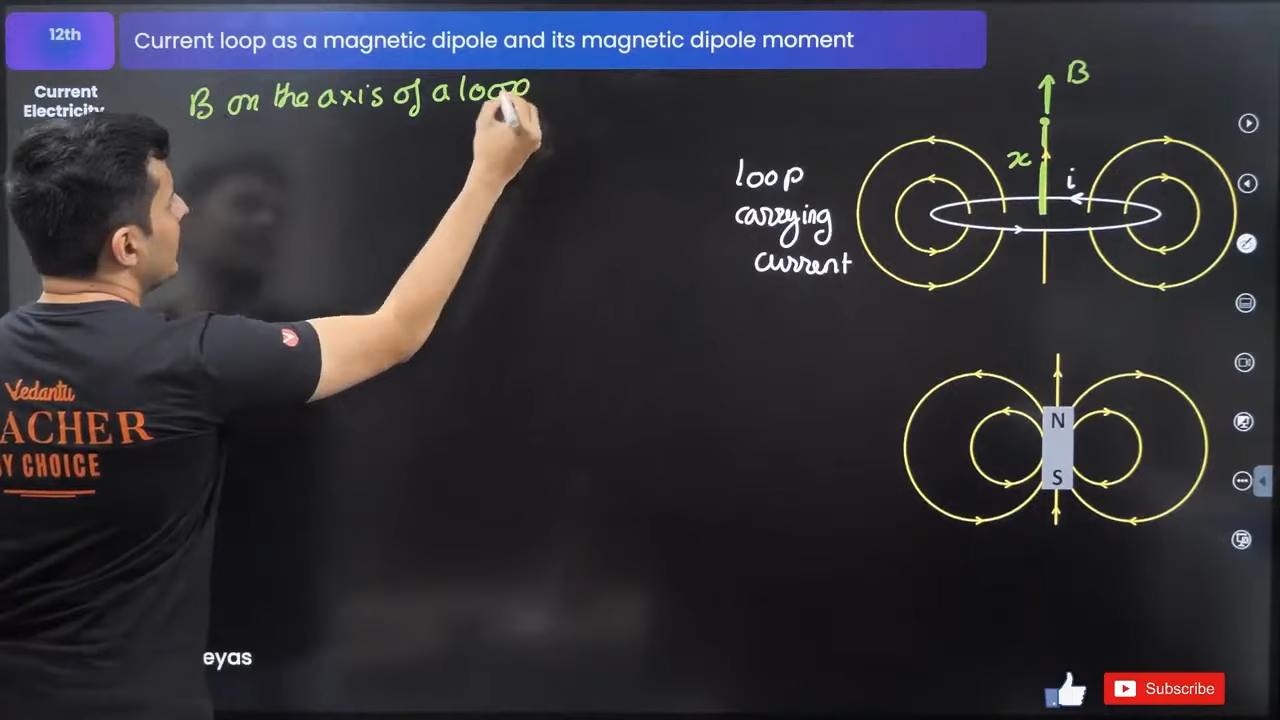 12th
Current loop as a magnetic dipole and its magnetic dipole moment
Current
Electricity
B on the axis of a loop
B
x
i
loop
carrying
current
N
S
Vedantu
ACHER
Y CHOICE
eyas
Subscribe